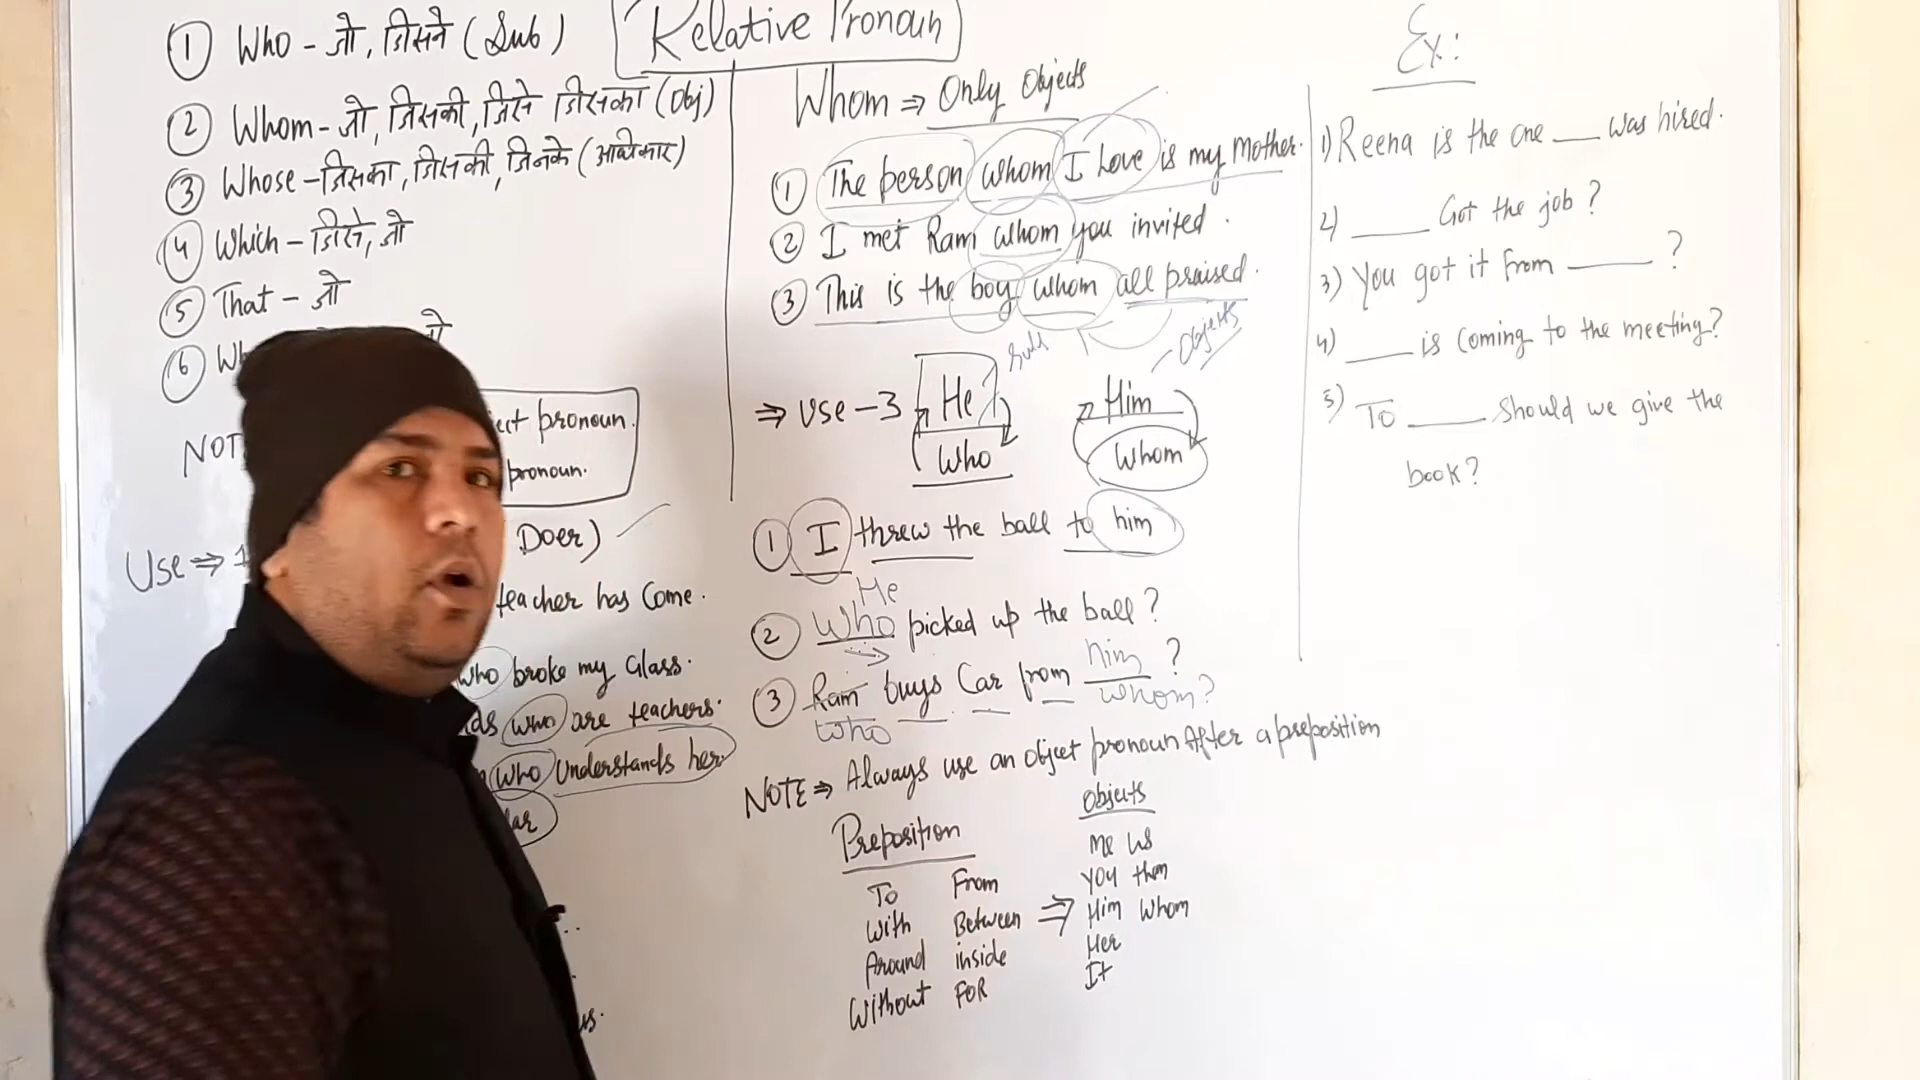 Relative Pronoun
① Who - जो, जिसने (Sub)
② Whom - जो, जिसकी, जिसे जिसका (Obj)
③ Whose - जिसका, जिसकी, जिनके (अधिकार)
④ Which - जिसे, जो
⑤ That - जो
⑥ Wh
NOT
ect pronoun.
pronoun.
Use ⇒ 1
Doer)
teacher has Come.
who broke my Glass.
ds who are teachers.
who Understands her.
Whom ⇒ Only Objects
① The person whom I Love is my Mother.
② I met Ram whom you invited.
③ This is the boy whom all praised.
Sub Objects
⇒ Use - 3 He Him
Who Whom
① I threw the ball to him
He
② Who picked up the ball?
③ Ram buys Car from him ?
Who whom?
NOTE ⇒ Always use an object pronoun After a preposition
Preposition Objects
To From Me Us
With Between ⇒ You them
Around inside Him Whom
Without FOR Her
It
Ex:
1) Reena is the one ___ was hired.
2) _____ Got the job?
3) You got it from _____ ?
4) ____ is Coming to the meeting?
5) To _____ Should we give the
book?